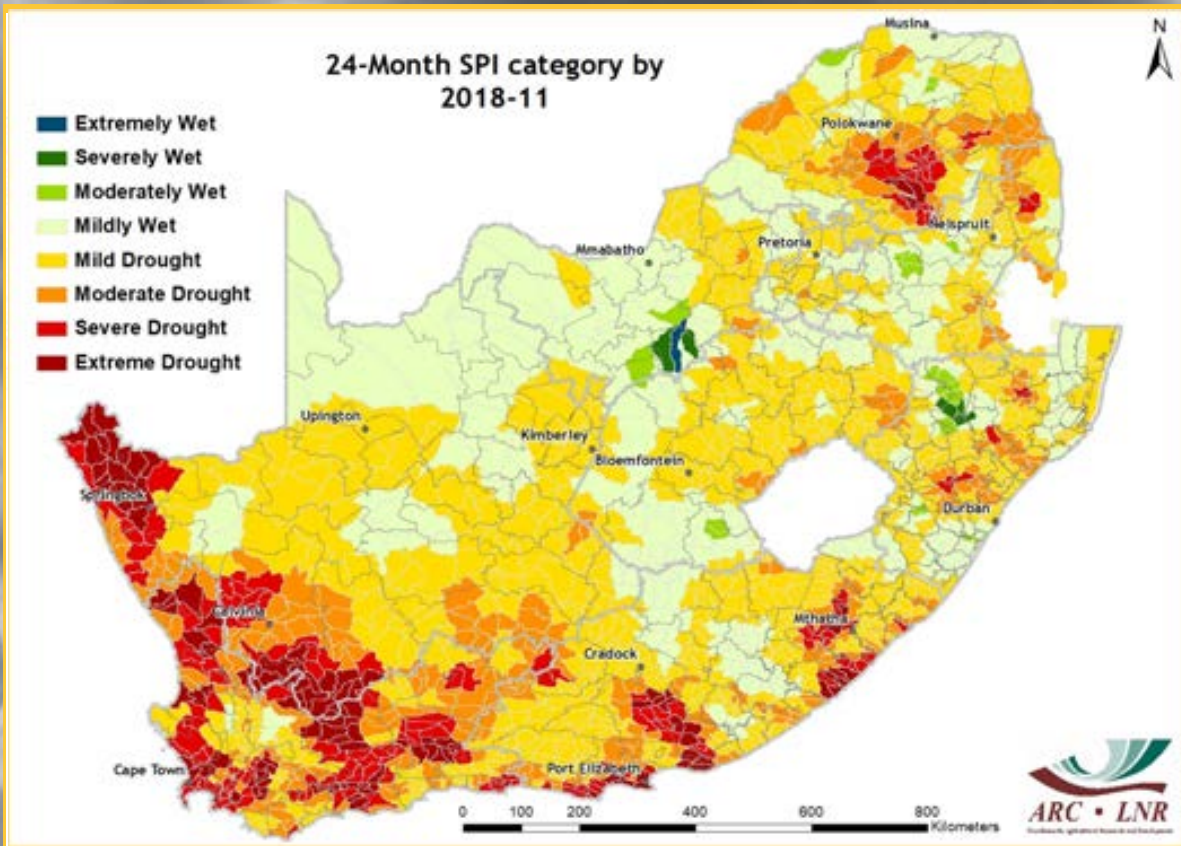 24-Month SPI category by
2018-11
N
Extremely Wet
Severely Wet
Moderately Wet
Mildly Wet
Mild Drought
Moderate Drought
Severe Drought
Extreme Drought
Musina
Polokwane
Nelspruit
Pretoria
Mmabatho
Upington
Kimberley
Bloemfontein
Springbok
Durban
Calvinia
Mthatha
Cradock
Cape Town
Port Elizabeth
0 100 200 400 600 800
Kilometers
ARC • LNR